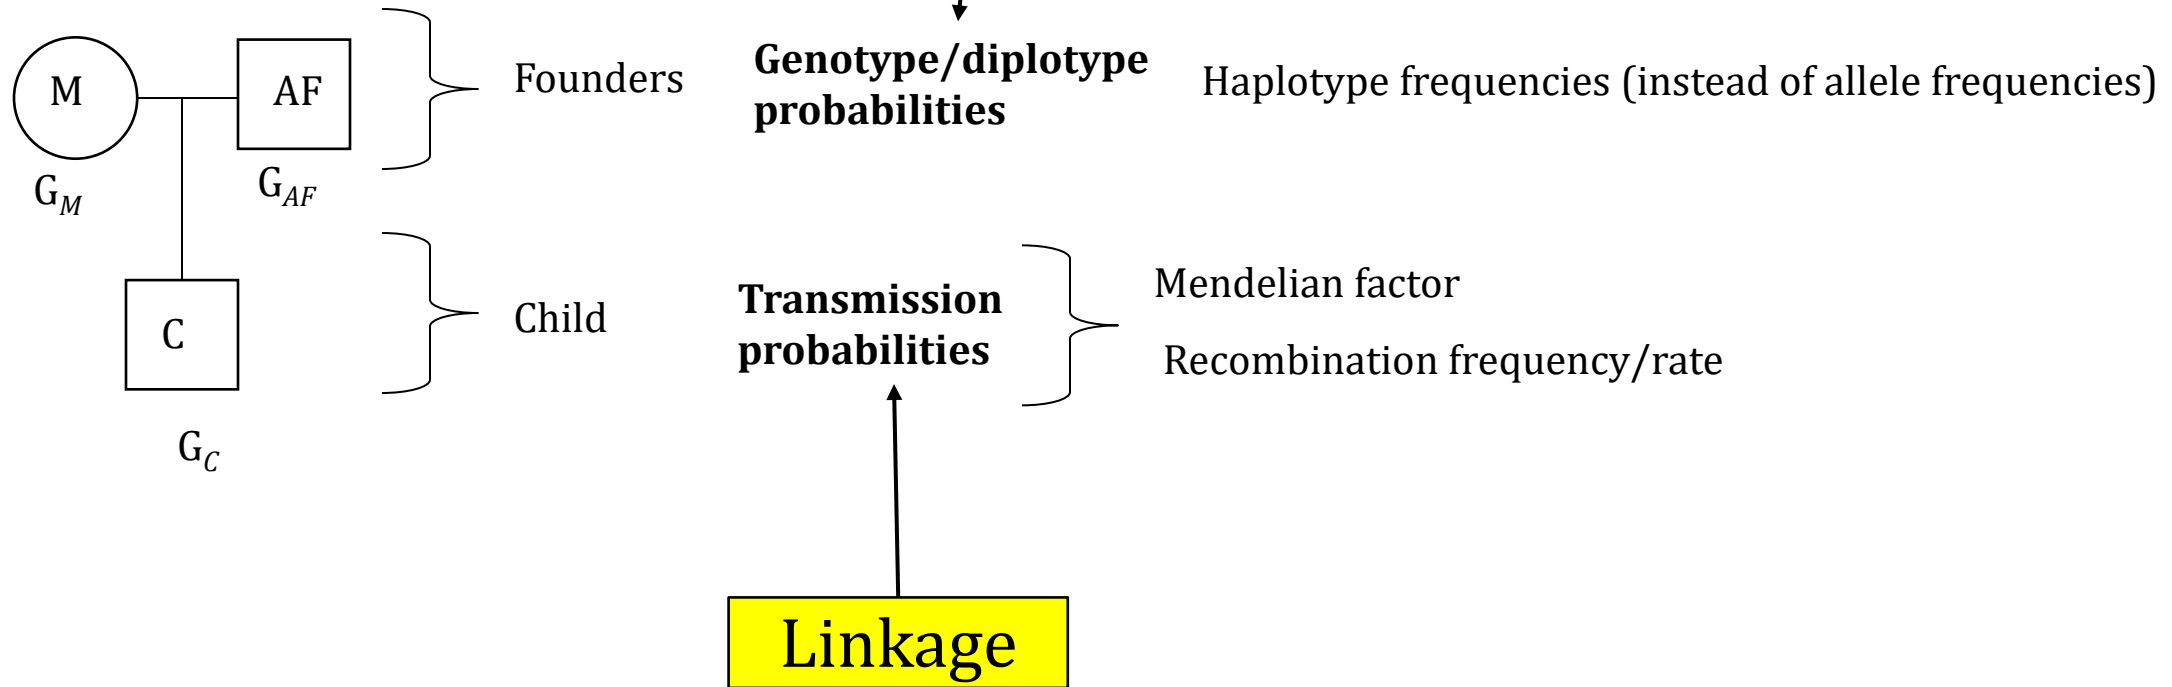 M
AF
G_M
G_AF
Founders
Genotype/diplotype
probabilities
Haplotype frequencies (instead of allele frequencies)
C
G_C
Child
Transmission
probabilities
Mendelian factor
Recombination frequency/rate
Linkage